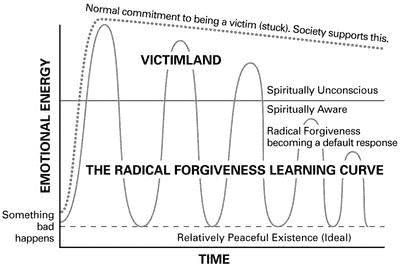 Normal commitment to being a victim (stuck). Society supports this.
VICTIMLAND
EMOTIONAL ENERGY
Spiritually Unconscious
Spiritually Aware
Radical Forgiveness
becoming a default response
THE RADICAL FORGIVENESS LEARNING CURVE
Something
bad
happens
Relatively Peaceful Existence (Ideal)
TIME